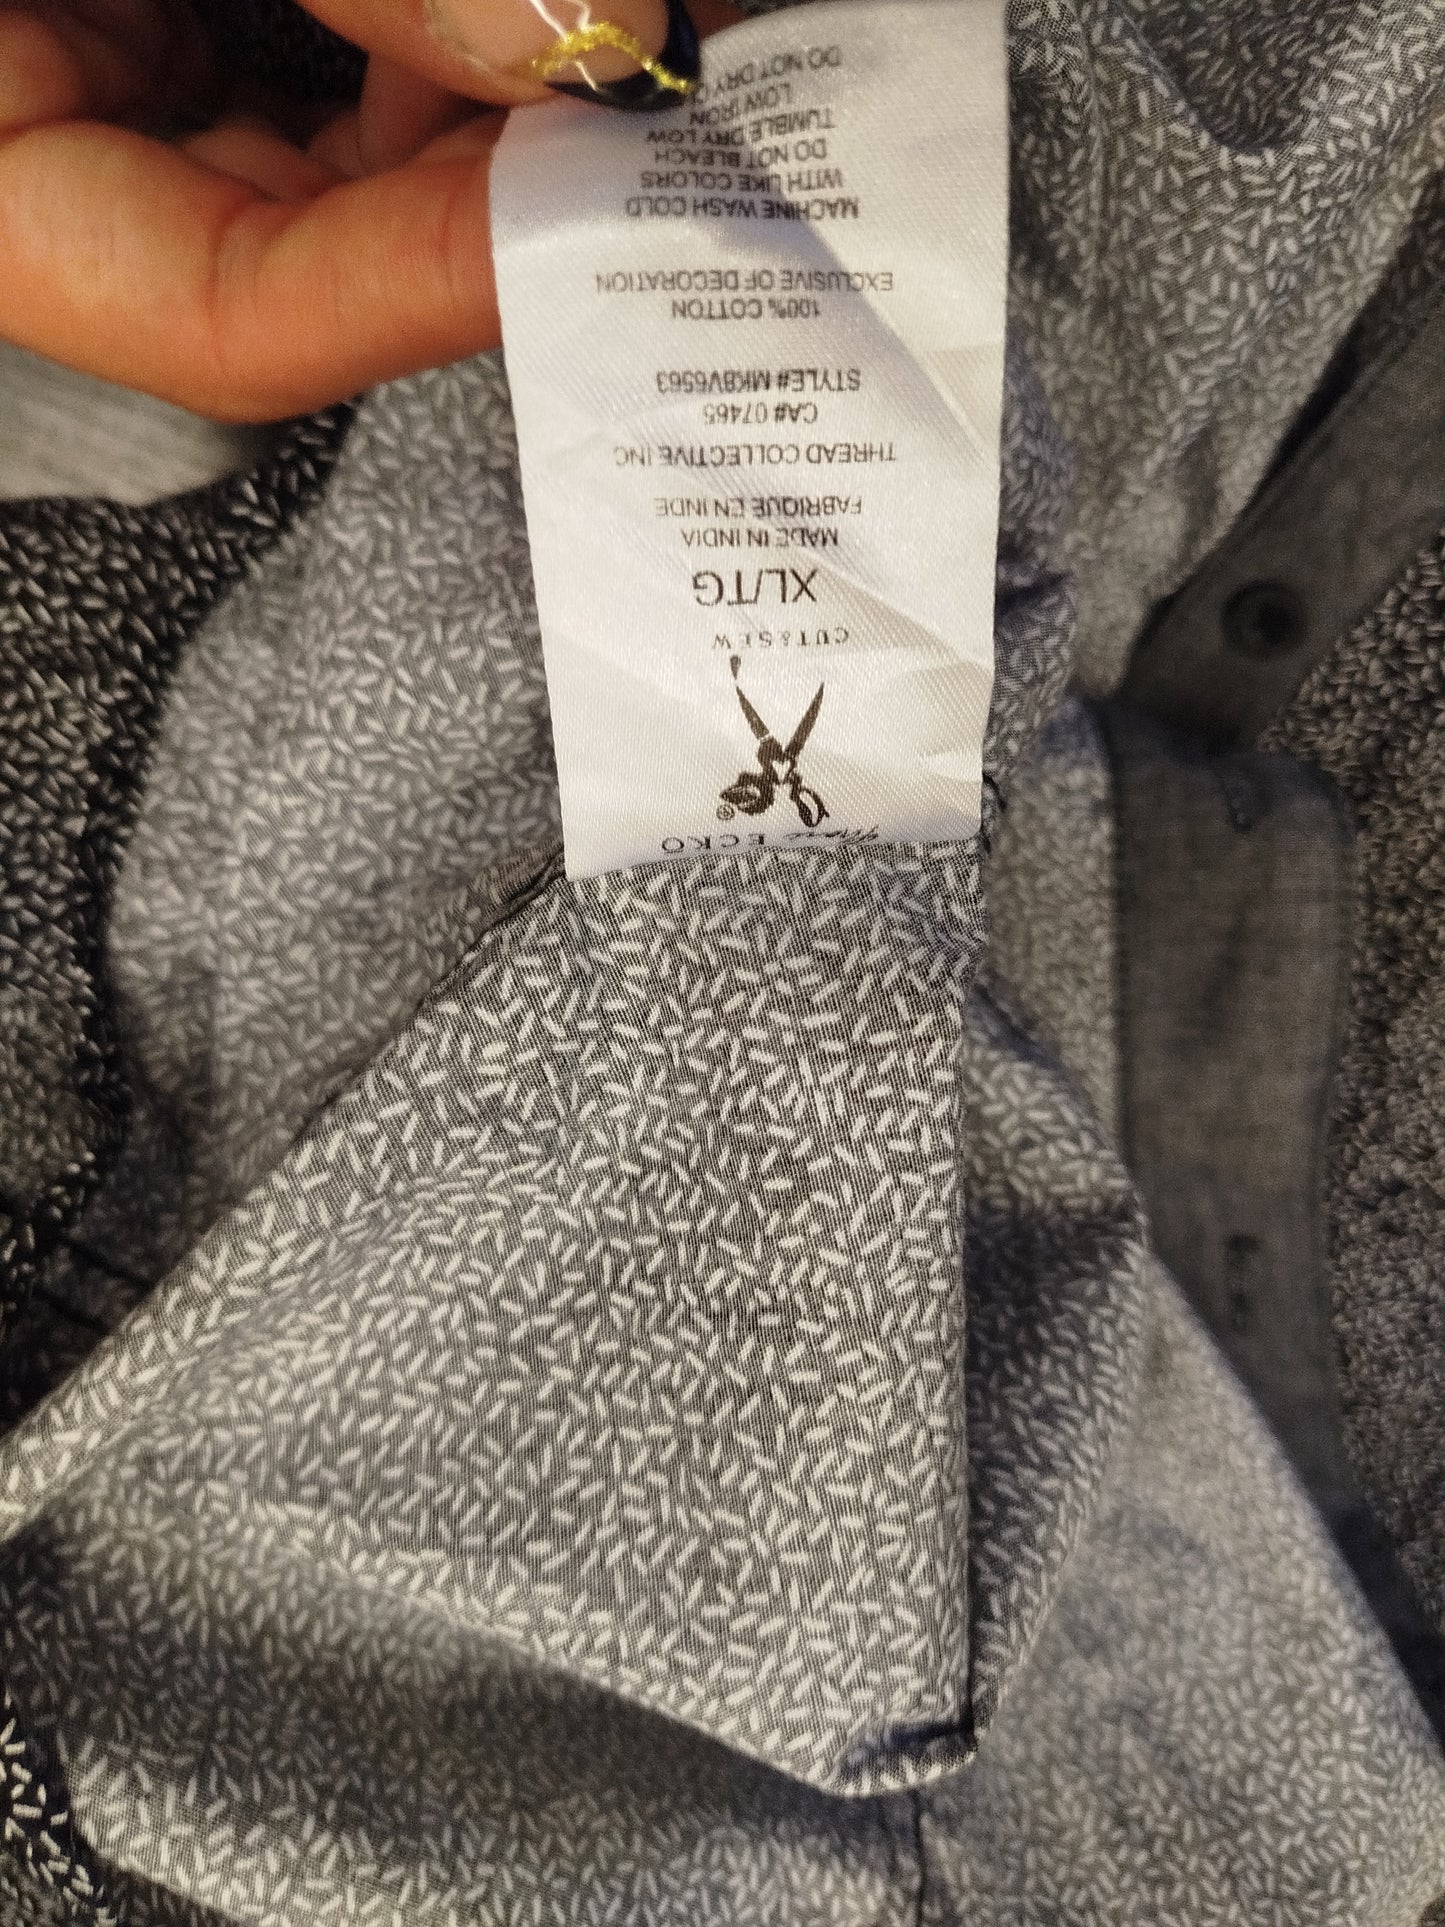 Marc ECKO
CUT & SEW
XL/TG
MADE IN INDIA
FABRIQUE EN INDE
THREAD COLLECTIVE INC
CA# 07465
STYLE# MKBV6563
100% COTTON
EXCLUSIVE OF DECORATION
MACHINE WASH COLD
WITH LIKE COLORS
DO NOT BLEACH
TUMBLE DRY LOW
LOW IRON
DO NOT DRY